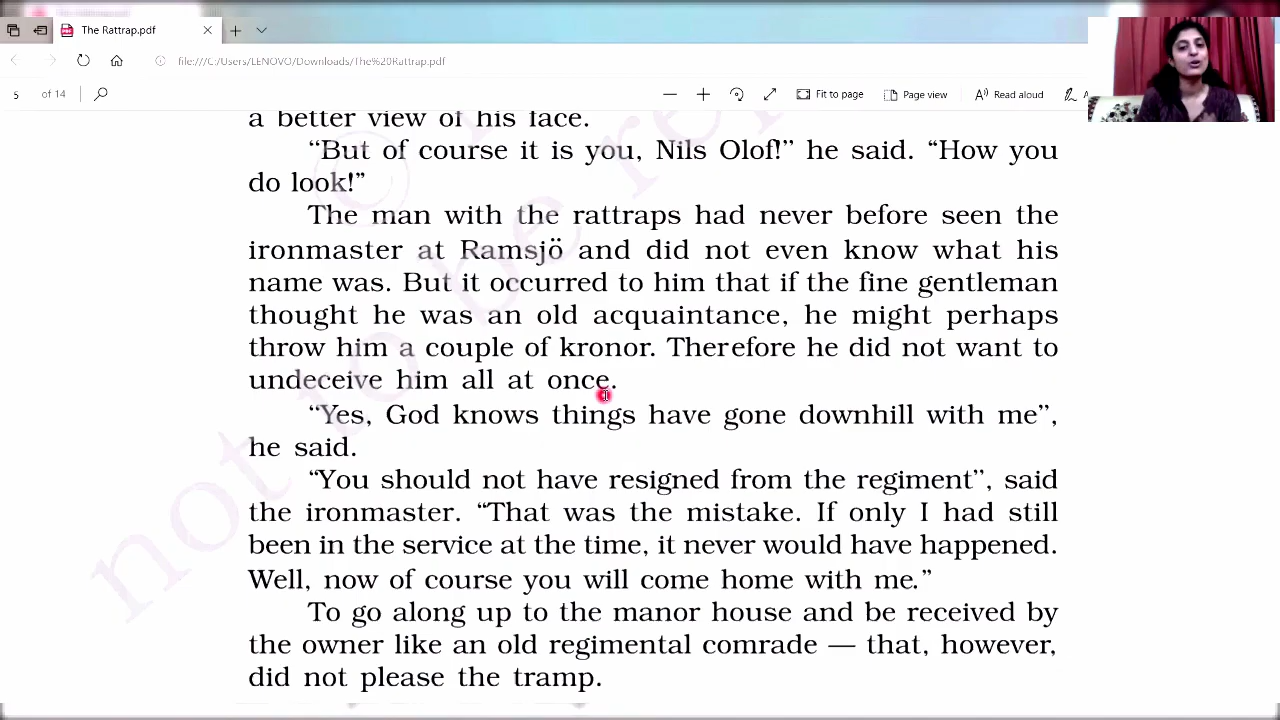 The Rattrap.pdf
file:///C:/Users/LENOVO/Downloads/The%20Rattrap.pdf
5 of 14
Fit to page
Page view
Read aloud
a better view of his face.
“But of course it is you, Nils Olof!” he said. “How you
do look!”
The man with the rattraps had never before seen the
ironmaster at Ramsjö and did not even know what his
name was. But it occurred to him that if the fine gentleman
thought he was an old acquaintance, he might perhaps
throw him a couple of kronor. Therefore he did not want to
undeceive him all at once.
“Yes, God knows things have gone downhill with me”,
he said.
“You should not have resigned from the regiment”, said
the ironmaster. “That was the mistake. If only I had still
been in the service at the time, it never would have happened.
Well, now of course you will come home with me.”
To go along up to the manor house and be received by
the owner like an old regimental comrade — that, however,
did not please the tramp.
not to be rep